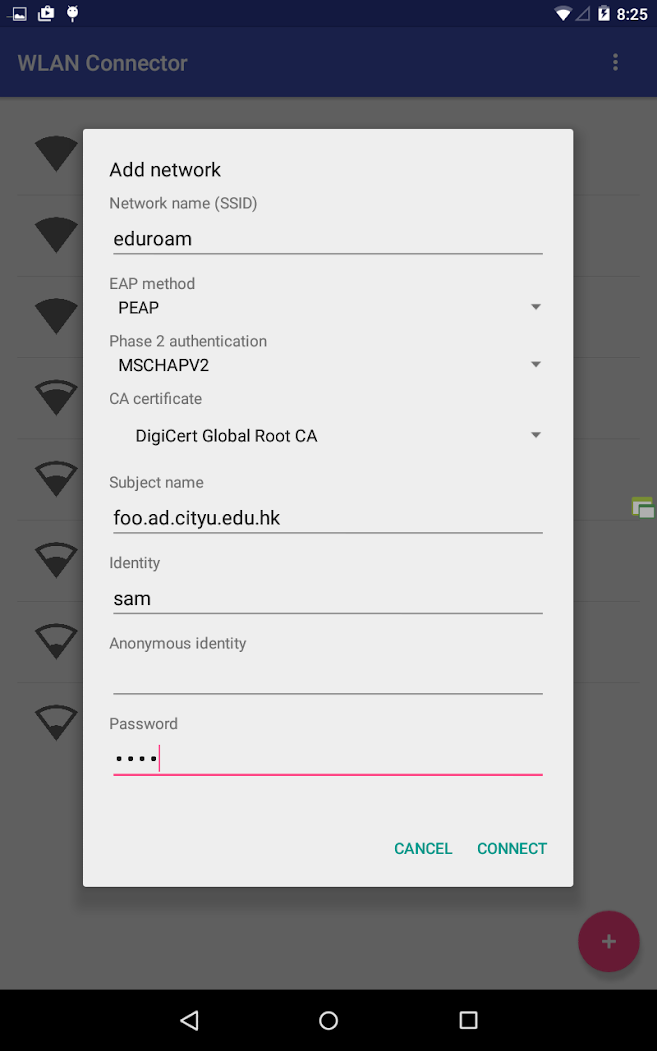 8:25
WLAN Connector
Add network
Network name (SSID)
eduroam
EAP method
PEAP
Phase 2 authentication
MSCHAPV2
CA certificate
DigiCert Global Root CA
Subject name
foo.ad.cityu.edu.hk
Identity
sam
Anonymous identity
Password
••••
CANCEL CONNECT